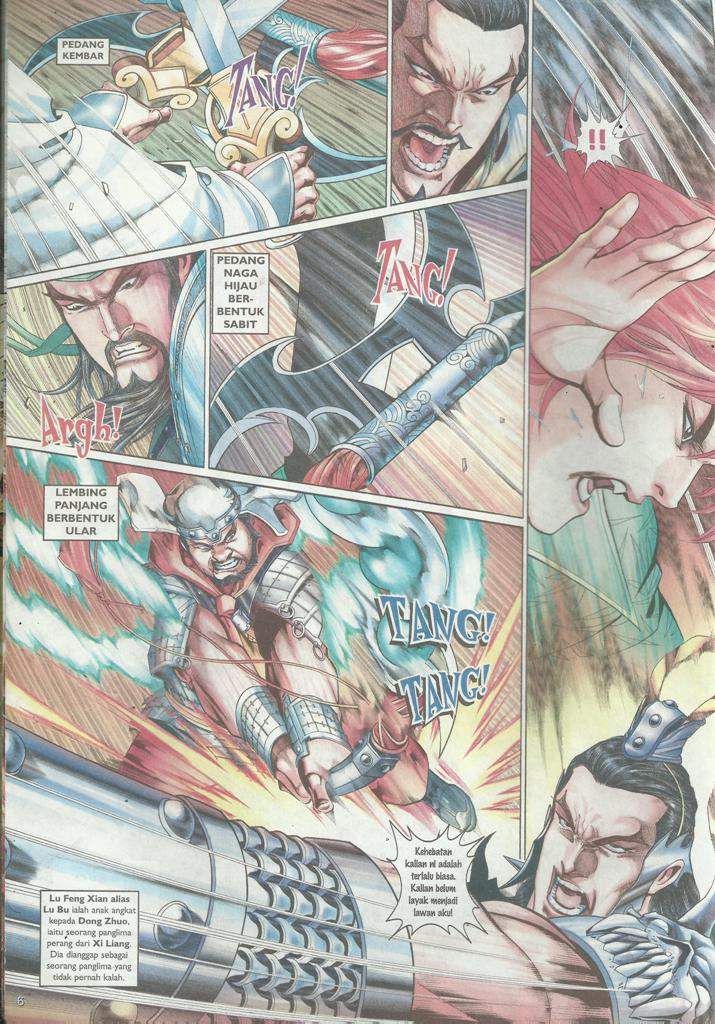 PEDANG
KEMBAR
TANG!
!!
PEDANG
NAGA
HIJAU
BER-
BENTUK
SABIT
TANG!
Argh!
LEMBING
PANJANG
BERBENTUK
ULAR
TANG!
TANG!
Kehebatan
kalian ni adalah
terlalu biasa.
Kalian belum
layak menjadi
lawan aku!
Lu Feng Xian alias
Lu Bu ialah anak angkat
kepada Dong Zhuo,
iaitu seorang panglima
perang dari Xi Liang.
Dia dianggap sebagai
seorang panglima yang
tidak pernah kalah.
6